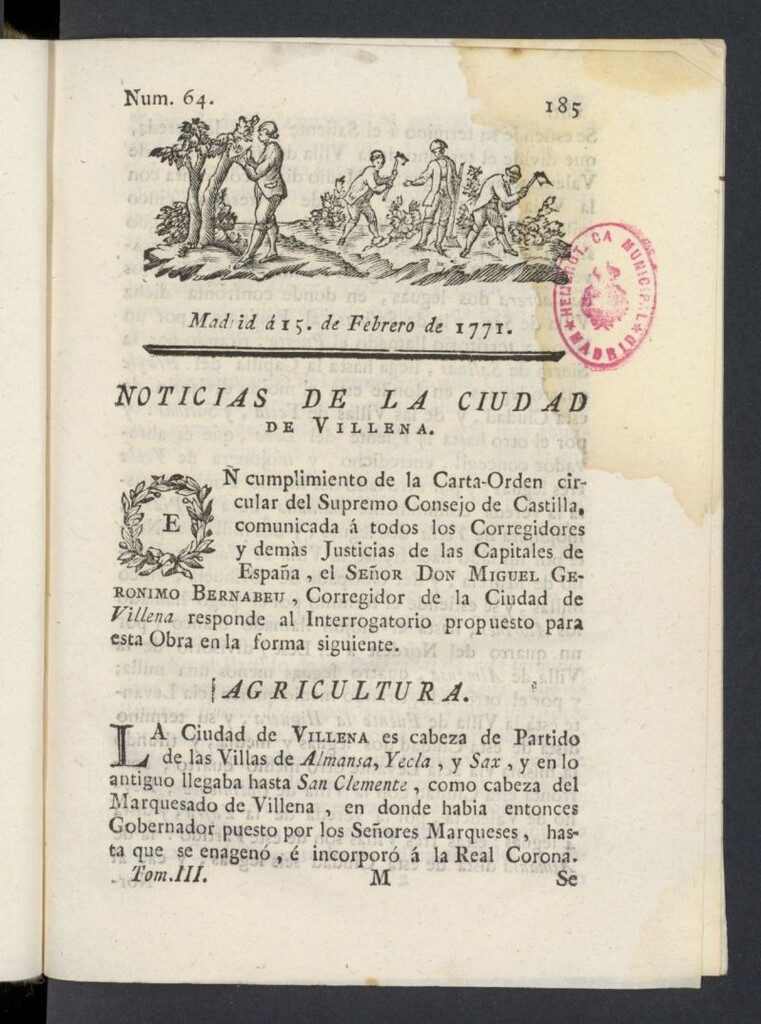 Num. 64.
185
Madrid á 15. de Febrero de 1771.
HEMEROTECA MUNICIPAL
MADRID
NOTICIAS DE LA CIUDAD
DE VILLENA.
EÑ cumplimiento de la Carta-Orden cir-
cular del Supremo Consejo de Castilla,
comunicada á todos los Corregidores
y demàs Justicias de las Capitales de
España , el SEÑOR DON MIGUEL GE-
RONIMO BERNABEU , Corregidor de la Ciudad de
Villena responde al Interrogatorio propuesto para
esta Obra en la forma siguiente.
AGRICULTURA.
LA Ciudad de VILLENA es cabeza de Partido
de las Villas de Almansa, Yecla , y Sax , y en lo
antiguo llegaba hasta San Clemente , como cabeza del
Marquesado de Villena , en donde habia entonces
Gobernador puesto por los Señores Marqueses, has-
ta que se enagenó , é incorporó á la Real Corona.
Tom.III.
M
Se